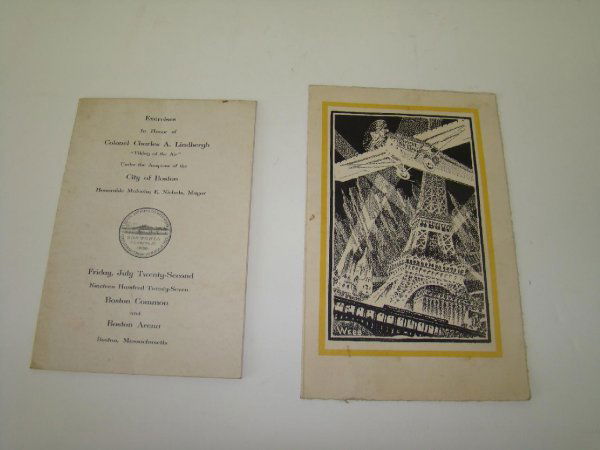 Exercises
In Honor of
Colonel Charles A. Lindbergh
"Viking of the Air"
Under the Auspices of the
City of Boston
Honorable Malcolm E. Nichols, Mayor
Friday, July Twenty-Second
Nineteen Hundred Twenty-Seven
Boston Common
and
Boston Arena
Boston, Massachusetts